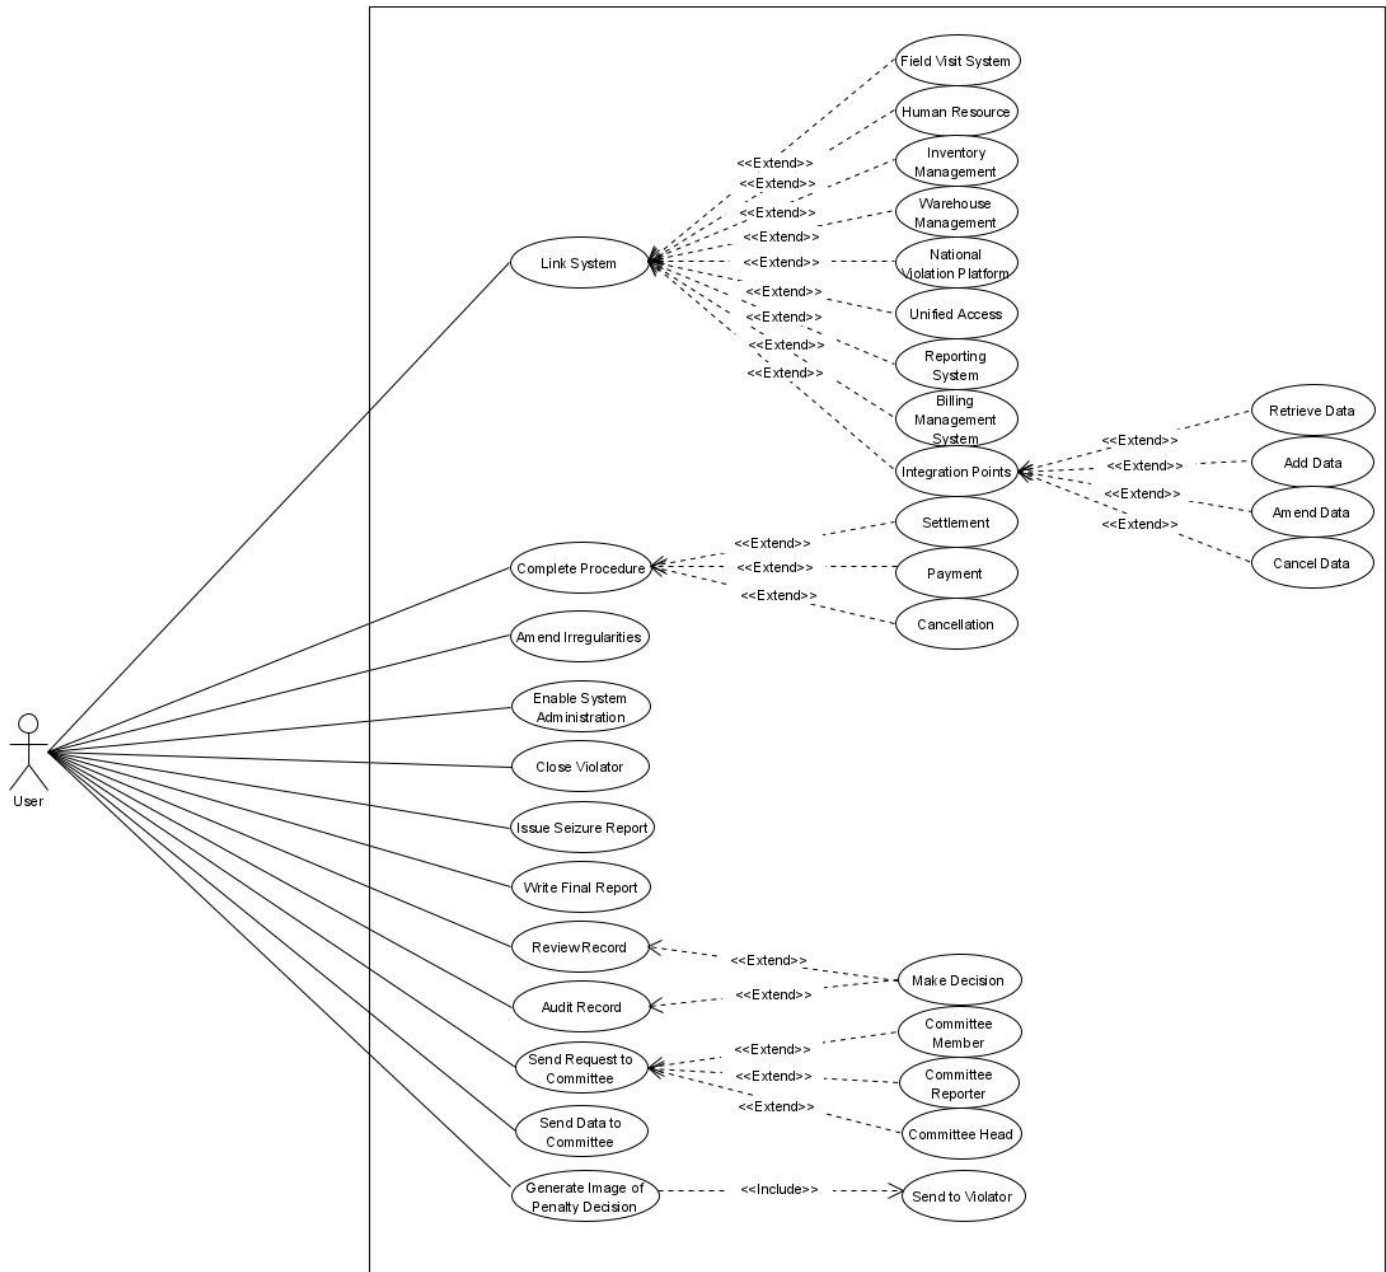 Field Visit System
Human Resource
<<Extend>>
Inventory
Management
<<Extend>>
Warehouse
Management
<<Extend>>
<<Extend>>
Link System
<<Extend>>
National
Violation Platform
<<Extend>>
Unified Access
<<Extend>>
<<Extend>>
Reporting
System
<<Extend>>
Billing
Management
System
Retrieve Data
<<Extend>>
Integration Points
<<Extend>>
Add Data
<<Extend>>
Amend Data
<<Extend>>
Cancel Data
Settlement
<<Extend>>
Complete Procedure
<<Extend>>
Payment
<<Extend>>
Cancellation
Amend Irregularities
Enable System
Administration
Close Violator
User
Issue Seizure Report
Write Final Report
Review Record
<<Extend>>
Make Decision
<<Extend>>
Audit Record
Committee
Member
<<Extend>>
Send Request to
Committee
<<Extend>>
Committee
Reporter
<<Extend>>
Committee Head
Send Data to
Committee
Generate Image of
Penalty Decision
<<Include>>
Send to Violator